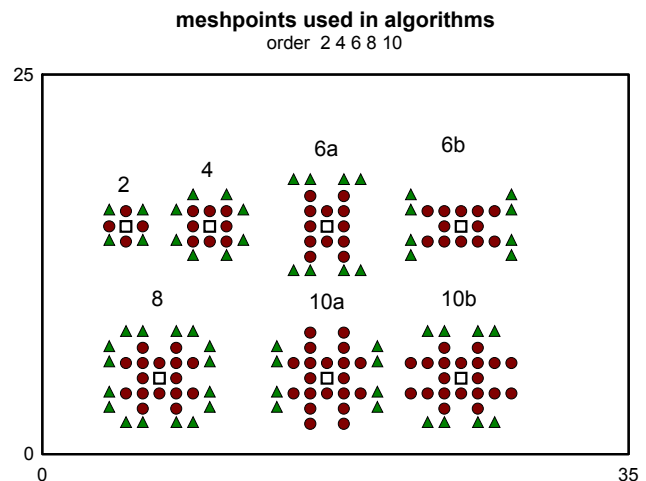 meshpoints used in algorithms
order 2 4 6 8 10
25
2
4
6a
6b
8
10a
10b
0
0
35